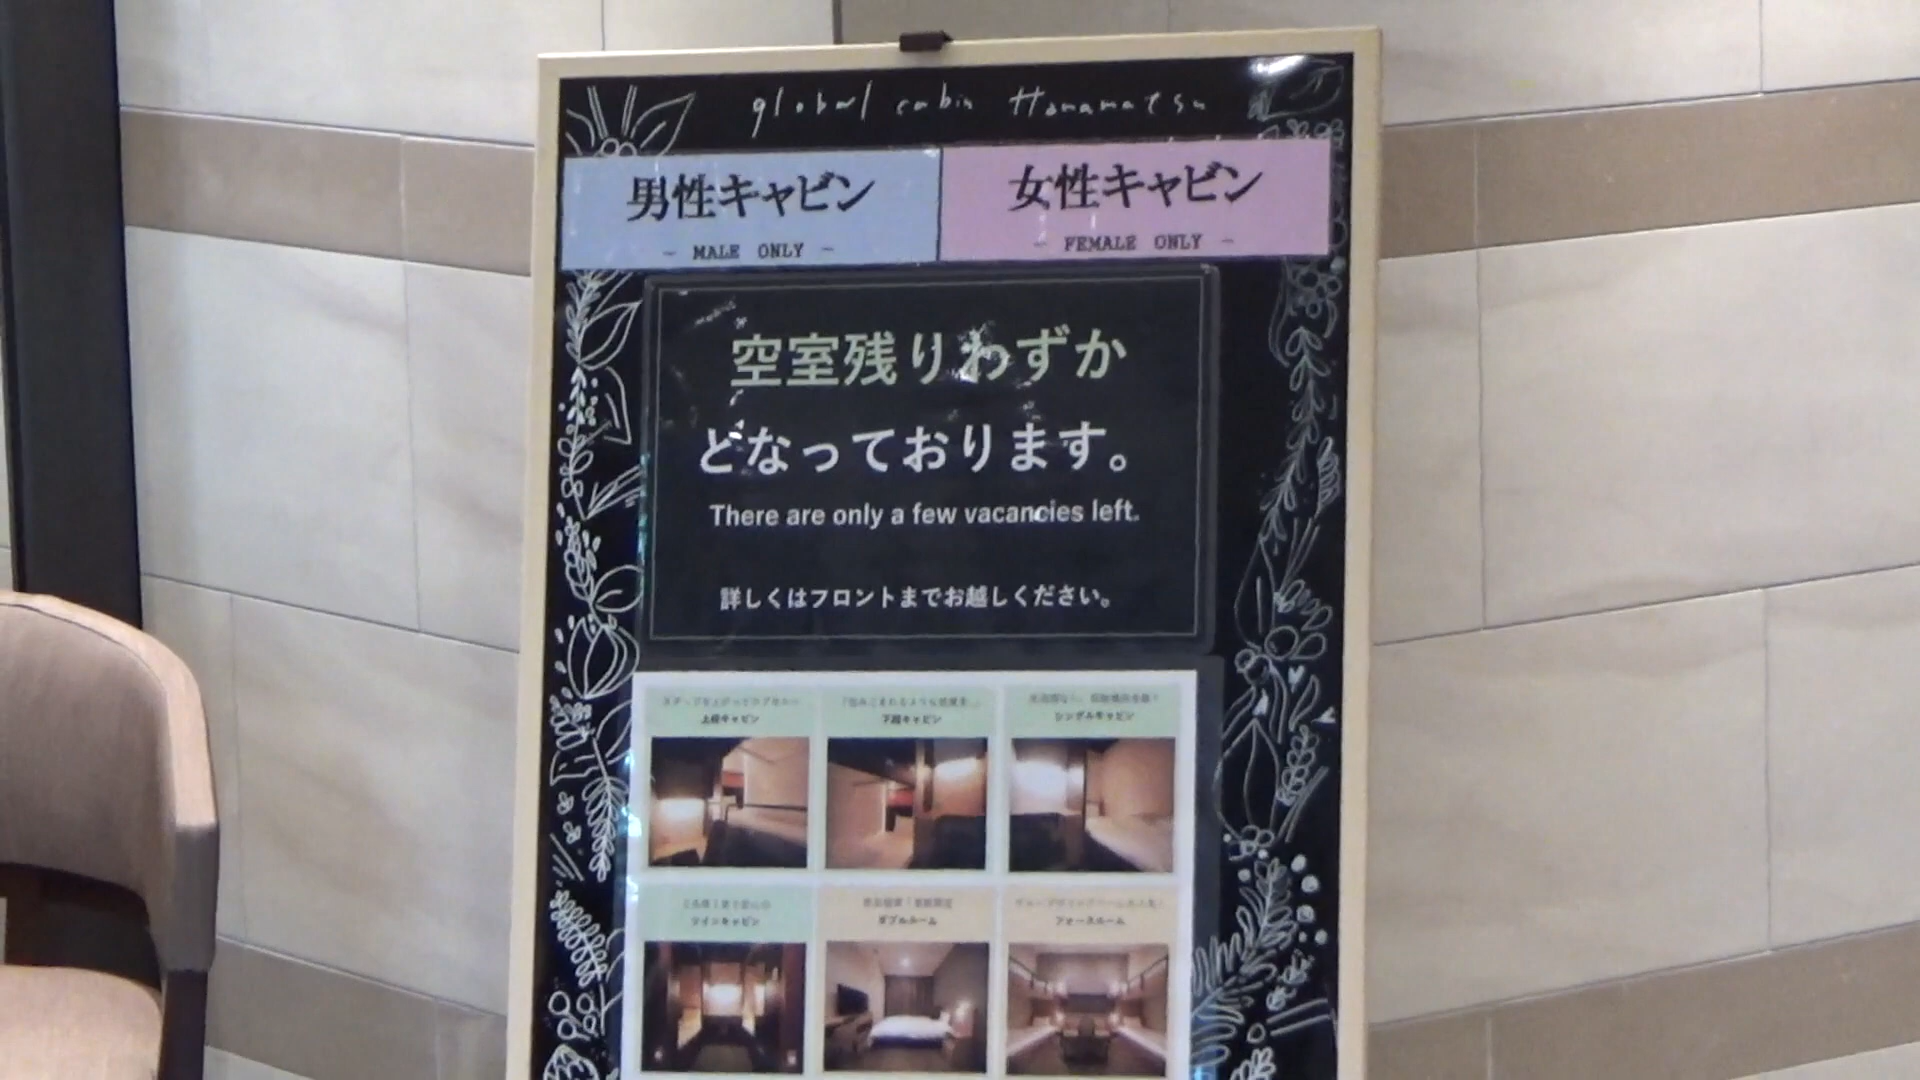 global cabin Hamamatsu
男性キャビン
女性キャビン
－ MALE ONLY －
－ FEMALE ONLY －
空室残りわずか
となっております。
There are only a few vacancies left.
詳しくはフロントまでお越しください。
上段キャビン
下段キャビン
シングルキャビン
ツインキャビン
ダブルルーム
フォースルーム